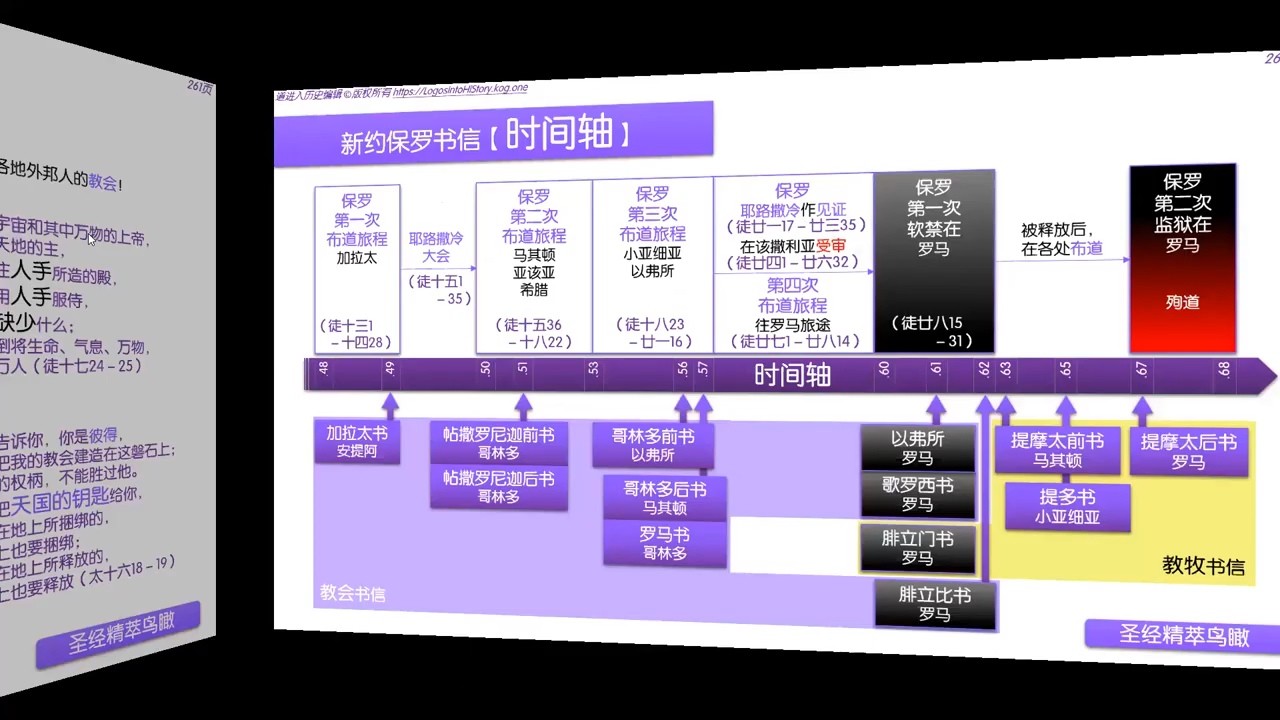 261页
各地外邦人的教会!
宇宙和其中万物的上帝,
天地的主,
住人手所造的殿,
用人手服侍,
缺少什么;
到将生命、气息、万物,
万人(徒十七24-25)
告诉你, 你是彼得,
把我的教会建造在这磐石上;
的权柄, 不能胜过他。
把天国的钥匙给你,
在地上所捆绑的,
上也要捆绑;
在地上所释放的,
上也要释放(太十六18-19)
圣经精萃鸟瞰
道进入历史编辑©版权所有 https://LogosintoHIStory.kog.one
26
新约保罗书信【时间轴】
保罗
第一次
布道旅程
加拉太
(徒十三1
-十四28)
耶路撒冷
大会
(徒十五1
-35)
保罗
第二次
布道旅程
马其顿
亚该亚
希腊
(徒十五36
-十八22)
保罗
第三次
布道旅程
小亚细亚
以弗所
(徒十八23
-廿一16)
保罗
耶路撒冷作见证
(徒廿一17-廿三35)
在该撒利亚受审
(徒廿四1-廿六32)
第四次
布道旅程
往罗马旅途
(徒廿七1-廿八14)
保罗
第一次
软禁在
罗马
(徒廿八15
-31)
被释放后,
在各处布道
保罗
第二次
监狱在
罗马
殉道
.48 .49 .50 .51 .53 .56 .57 时间轴 .60 .61 .62 .63 .65 .67 .68
加拉太书
安提阿
帖撒罗尼迦前书
哥林多
帖撒罗尼迦后书
哥林多
哥林多前书
以弗所
哥林多后书
马其顿
罗马书
哥林多
以弗所
罗马
歌罗西书
罗马
腓立门书
罗马
腓立比书
罗马
提摩太前书
马其顿
提多书
小亚细亚
提摩太后书
罗马
教会书信
教牧书信
圣经精萃鸟瞰